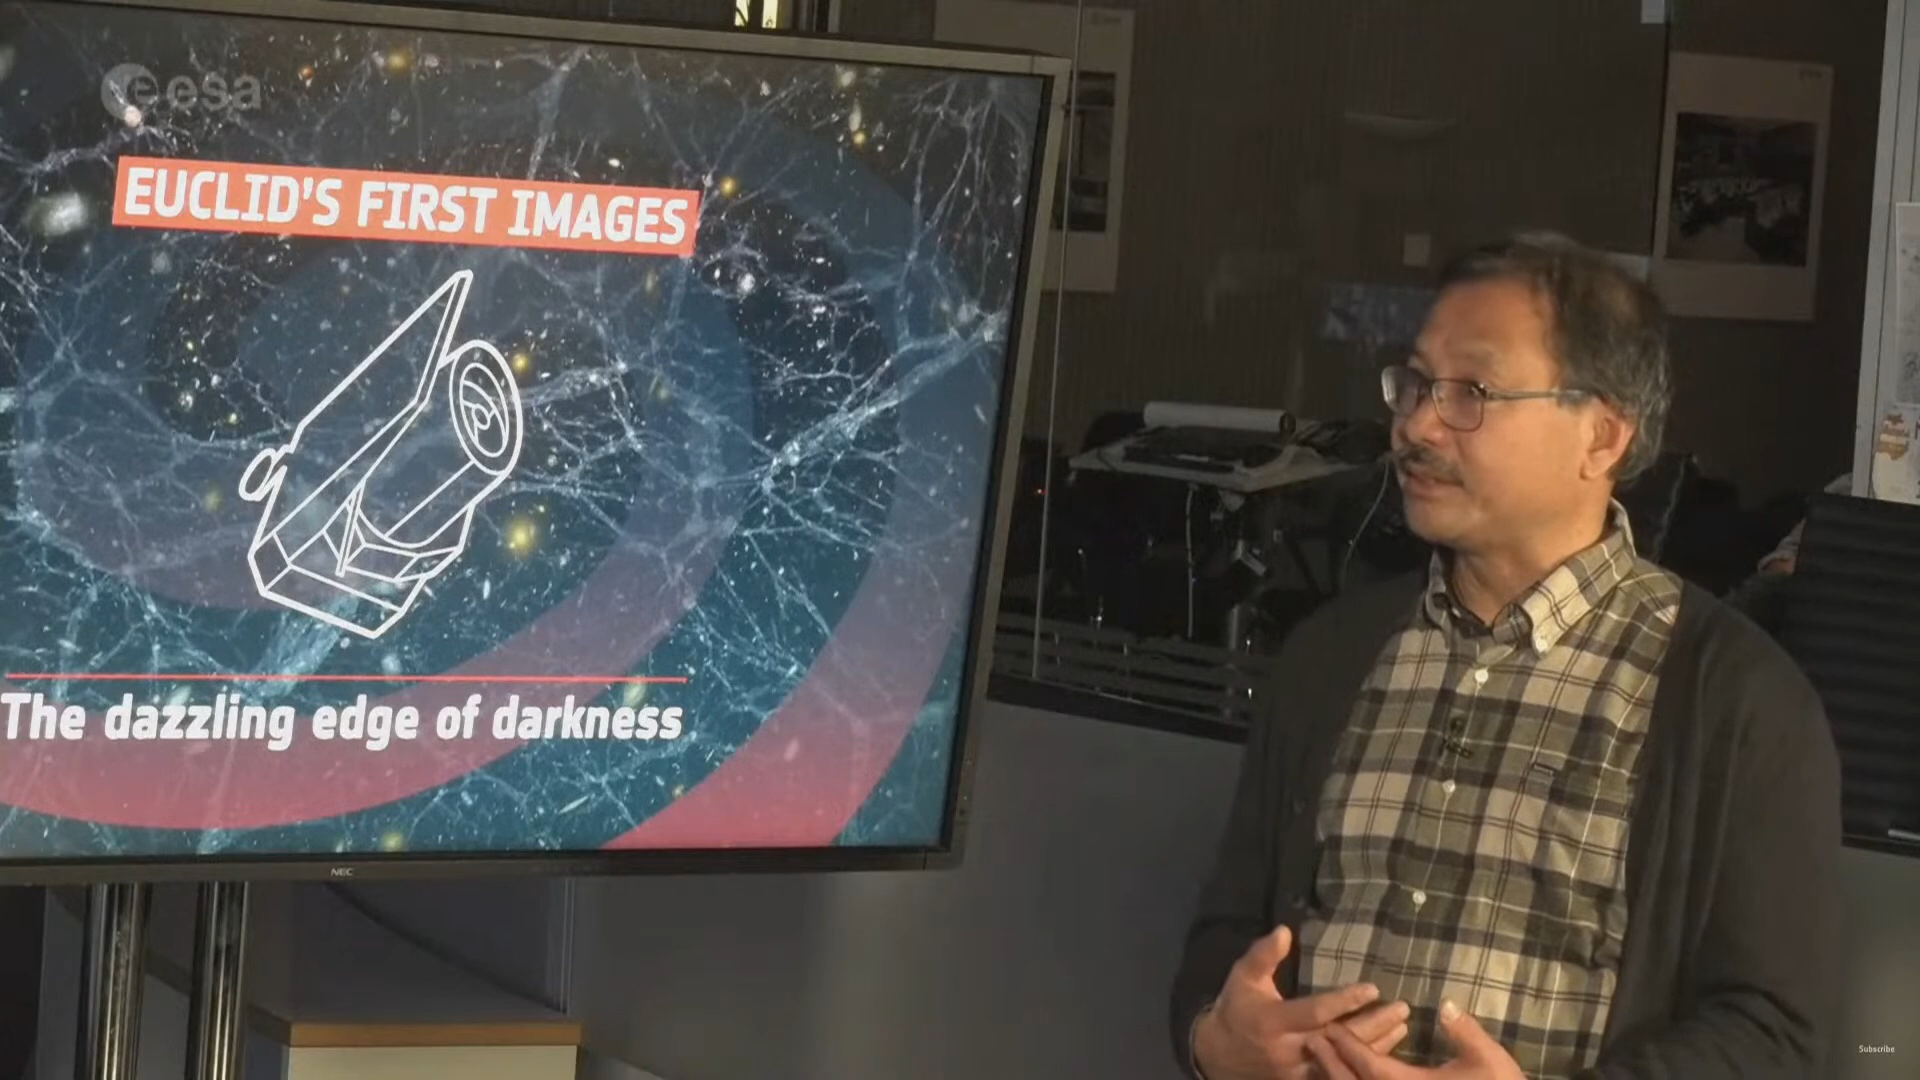 esa
EUCLID'S FIRST IMAGES
The dazzling edge of darkness
NEC
Subscribe